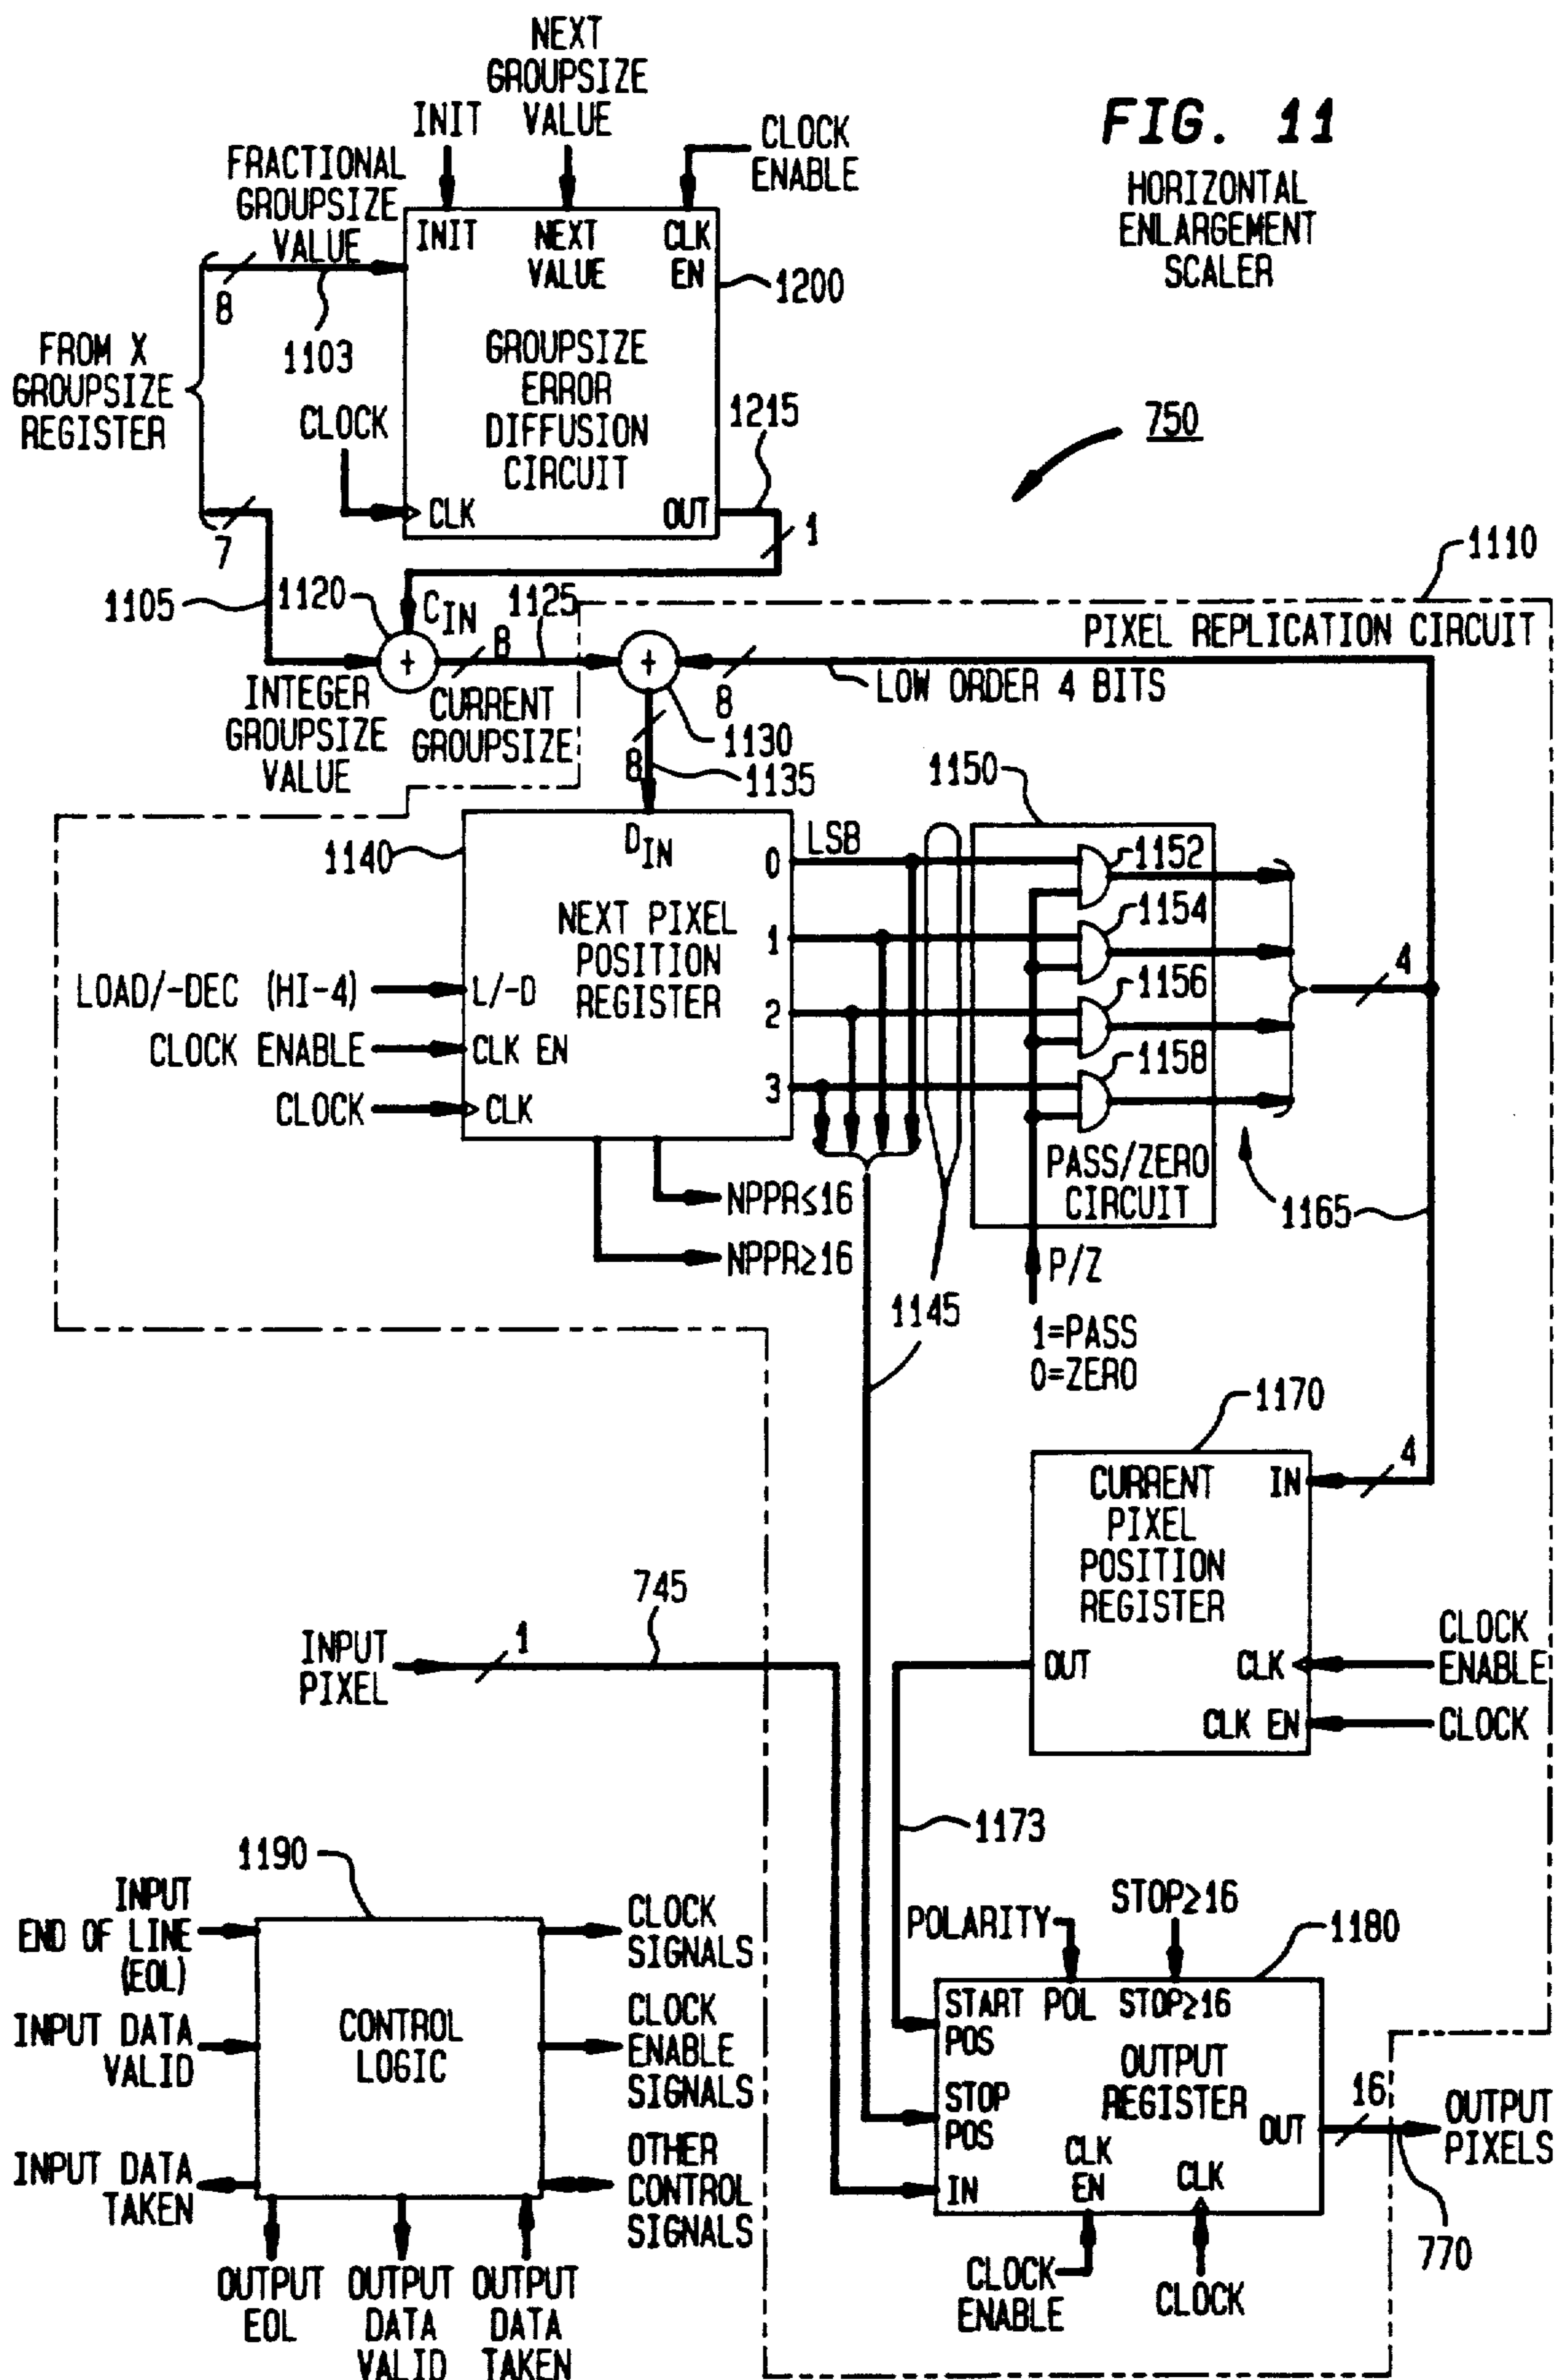 FIG. 11
HORIZONTAL
ENLARGEMENT
SCALER
NEXT
GROUPSIZE
VALUE
INIT
CLOCK
ENABLE
FRACTIONAL
GROUPSIZE
VALUE
INIT
NEXT
VALUE
CLK
EN
8
1103
1200
FROM X
GROUPSIZE
REGISTER
GROUPSIZE
ERROR
DIFFUSION
CIRCUIT
CLOCK
1215
750
CLK
OUT
7
1
1110
1105
1120
CIN
1125
PIXEL REPLICATION CIRCUIT
+
8
+
8
LOW ORDER 4 BITS
INTEGER
GROUPSIZE
VALUE
CURRENT
GROUPSIZE
8
1130
1135
1150
1140
DIN
0
LSB
1152
NEXT PIXEL
POSITION
REGISTER
1
1154
LOAD/-DEC (HI-4)
L/-D
2
1156
4
CLOCK ENABLE
CLK EN
3
1158
CLOCK
CLK
PASS/ZERO
CIRCUIT
NPPR≤16
1165
NPPR≥16
P/Z
1145
1=PASS
0=ZERO
1170
4
CURRENT
PIXEL
POSITION
REGISTER
IN
745
INPUT
PIXEL
1
OUT
CLK
CLOCK
ENABLE
CLK EN
CLOCK
1173
1190
INPUT
END OF LINE
(EOL)
CLOCK
SIGNALS
POLARITY
STOP≥16
1180
INPUT DATA
VALID
CONTROL
LOGIC
CLOCK
ENABLE
SIGNALS
START
POS
POL
STOP≥16
OUTPUT
REGISTER
STOP
POS
OUT
16
OUTPUT
PIXELS
INPUT DATA
TAKEN
OTHER
CONTROL
SIGNALS
IN
CLK
EN
CLK
770
OUTPUT
EOL
OUTPUT
DATA
VALID
OUTPUT
DATA
TAKEN
CLOCK
ENABLE
CLOCK